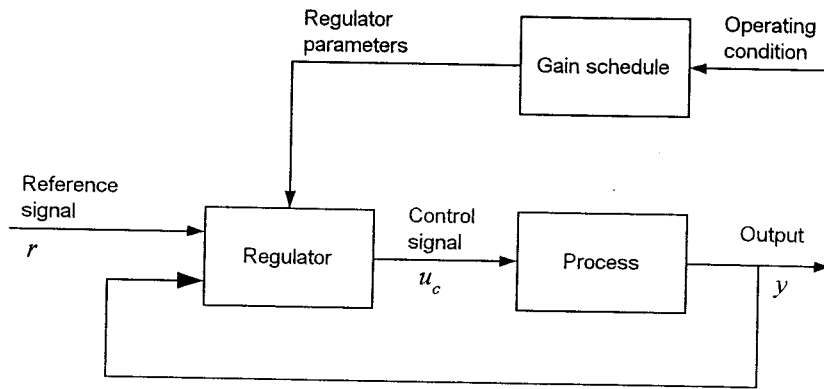 Regulator
parameters
Gain schedule
Operating
condition
Reference
signal
r
Regulator
Control
signal
u_c
Process
Output
y